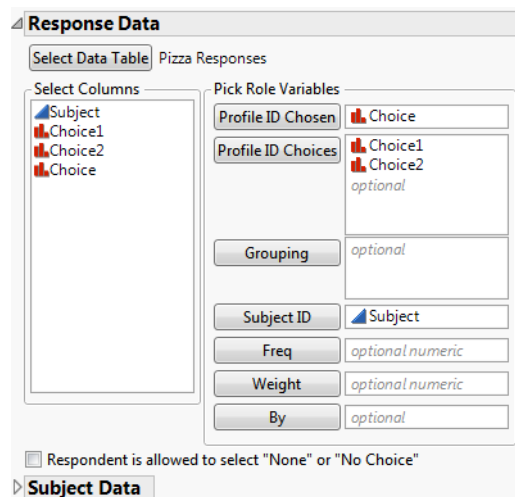 Response Data
Select Data Table Pizza Responses
Select Columns
Subject
Choice1
Choice2
Choice
Pick Role Variables
Profile ID Chosen Choice
Profile ID Choices Choice1
Choice2
optional
Grouping optional
Subject ID Subject
Freq optional numeric
Weight optional numeric
By optional
Respondent is allowed to select "None" or "No Choice"
Subject Data